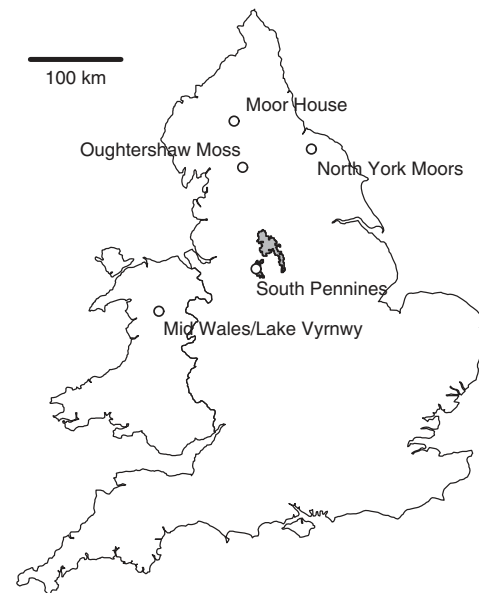 100 km
Moor House
Oughtershaw Moss
North York Moors
South Pennines
Mid Wales/Lake Vyrnwy